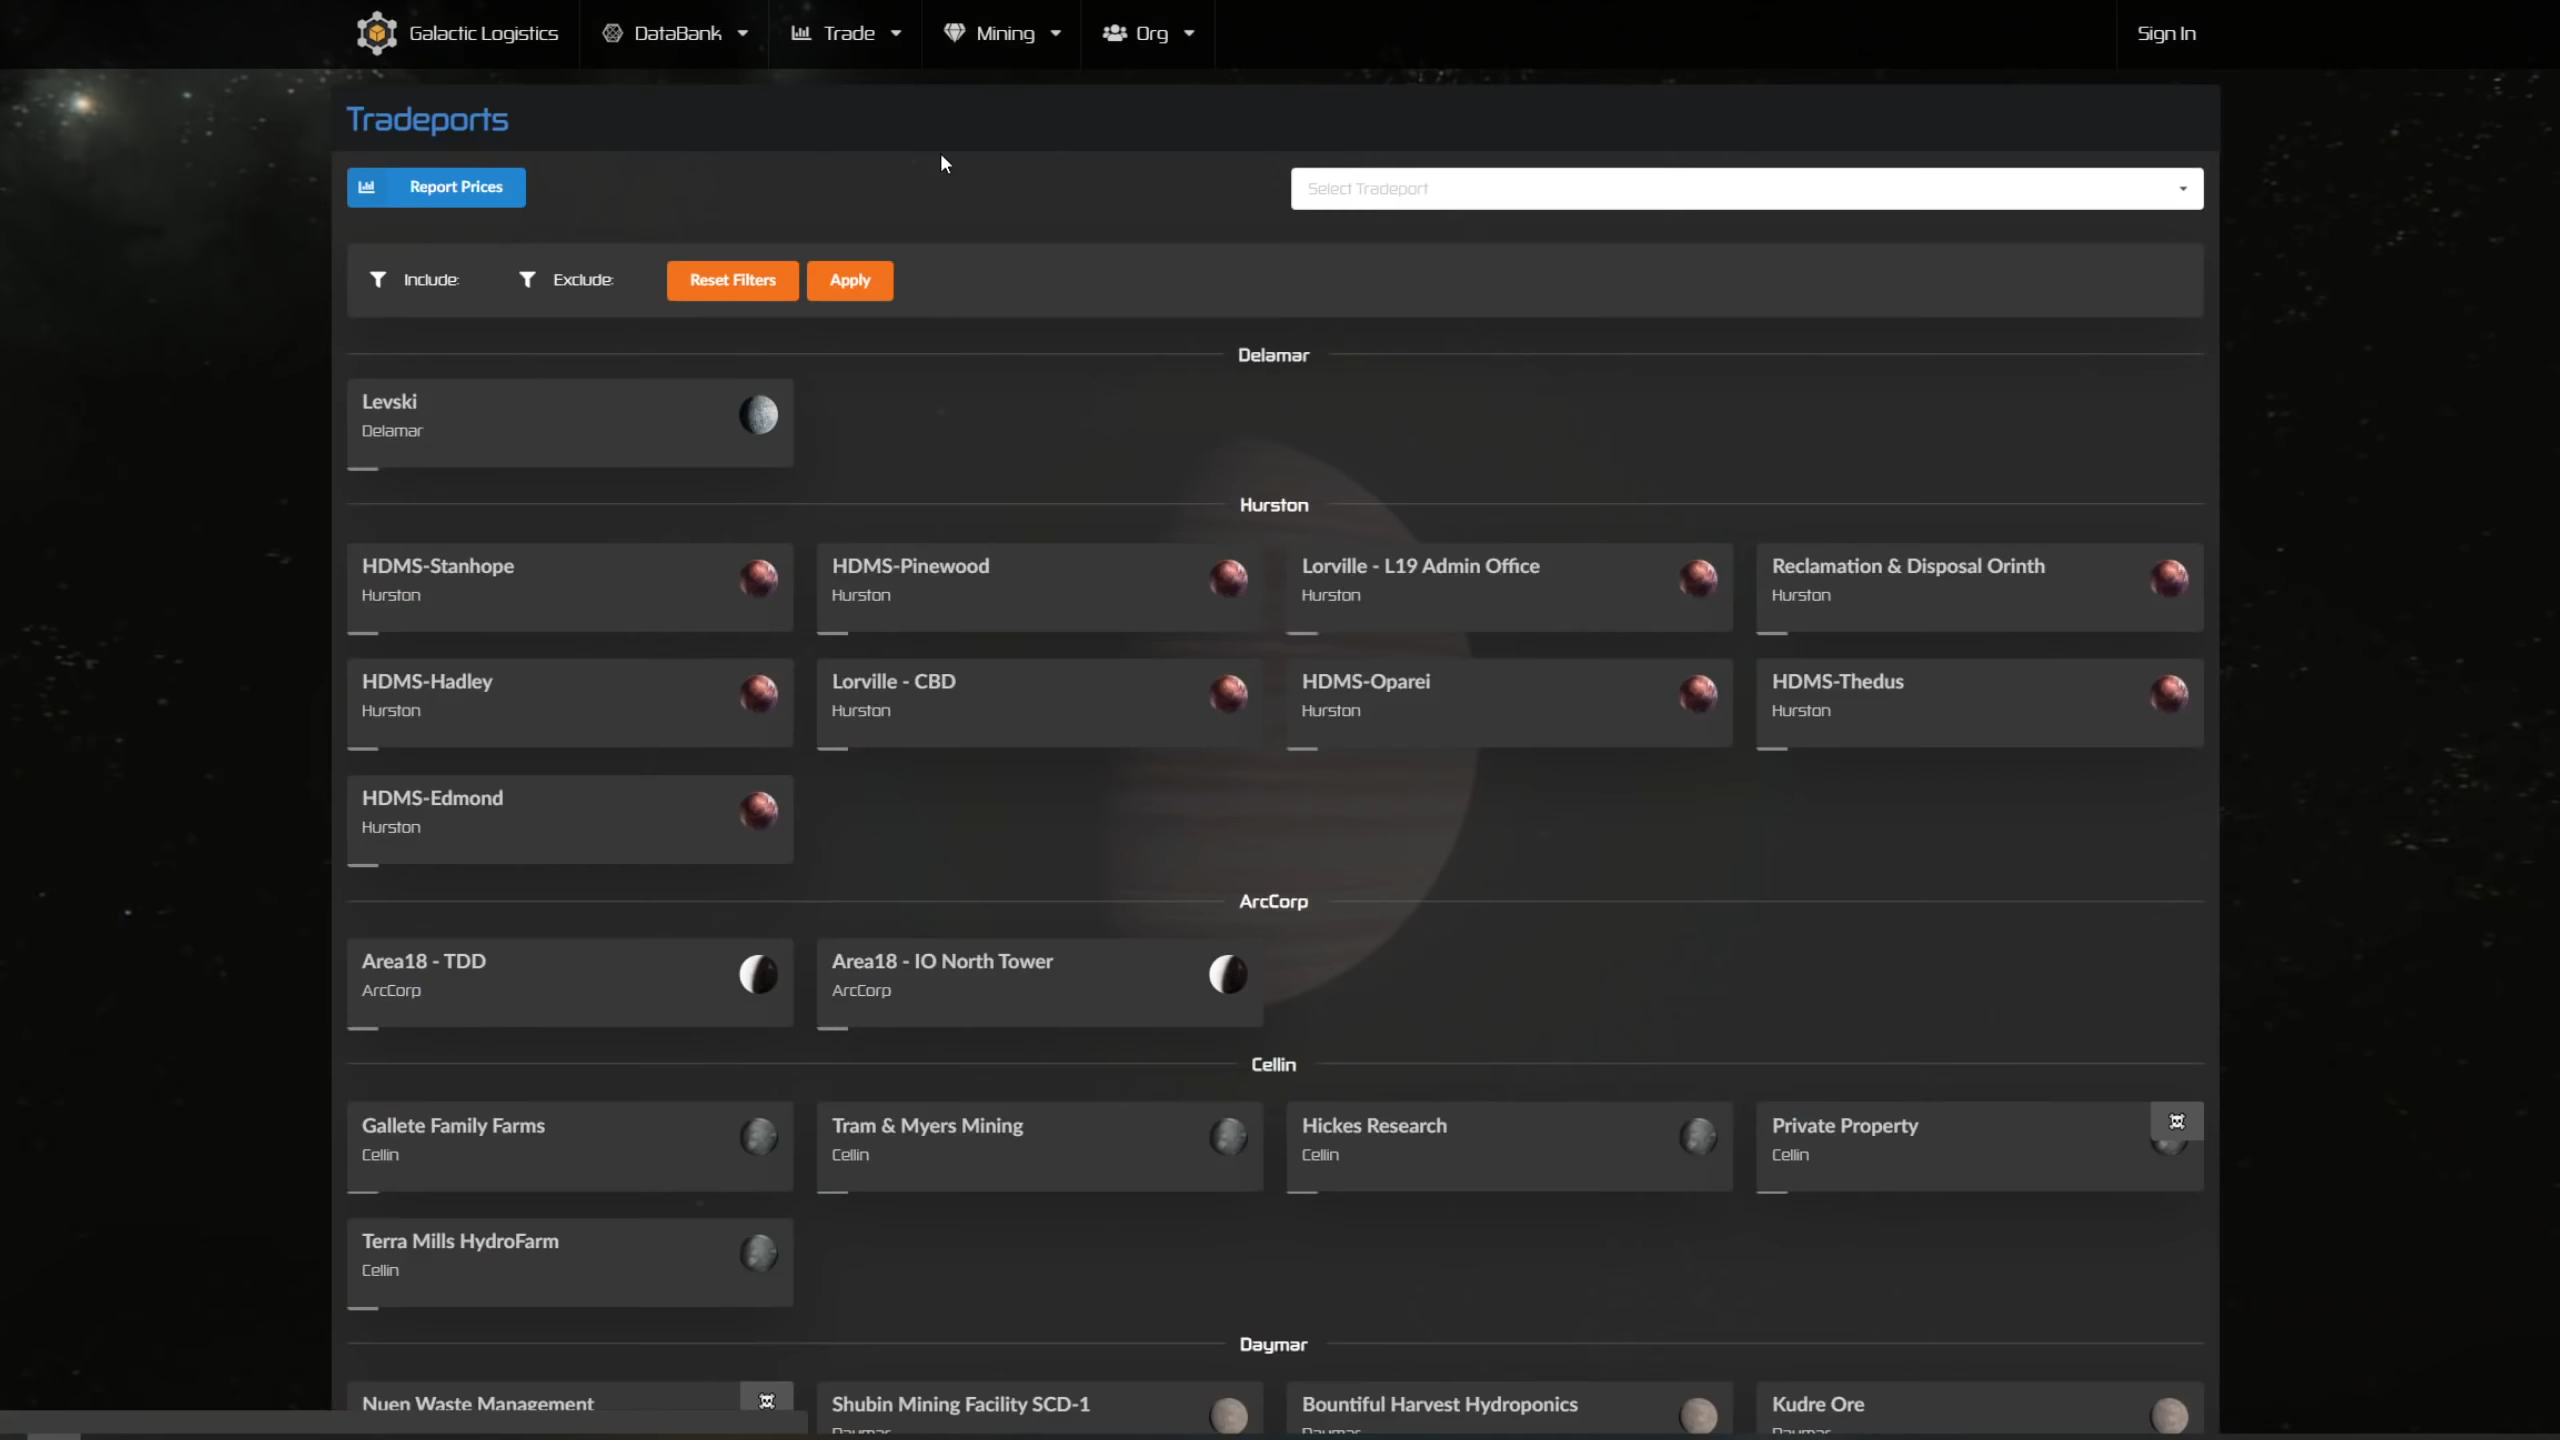 Galactic Logistics
DataBank
Trade
Mining
Org
Sign In
Tradeports
Report Prices
Select Tradeport
Include:
Exclude:
Reset Filters
Apply
Delamar
Levski
Delamar
Hurston
HDMS-Stanhope
Hurston
HDMS-Pinewood
Hurston
Lorville - L19 Admin Office
Hurston
Reclamation & Disposal Orinth
Hurston
HDMS-Hadley
Hurston
Lorville - CBD
Hurston
HDMS-Oparei
Hurston
HDMS-Thedus
Hurston
HDMS-Edmond
Hurston
ArcCorp
Area18 - TDD
ArcCorp
Area18 - IO North Tower
ArcCorp
Cellin
Gallete Family Farms
Cellin
Tram & Myers Mining
Cellin
Hickes Research
Cellin
Private Property
Cellin
Terra Mills HydroFarm
Cellin
Daymar
Nuen Waste Management
Shubin Mining Facility SCD-1
Daymar
Bountiful Harvest Hydroponics
Daymar
Kudre Ore
Daymar